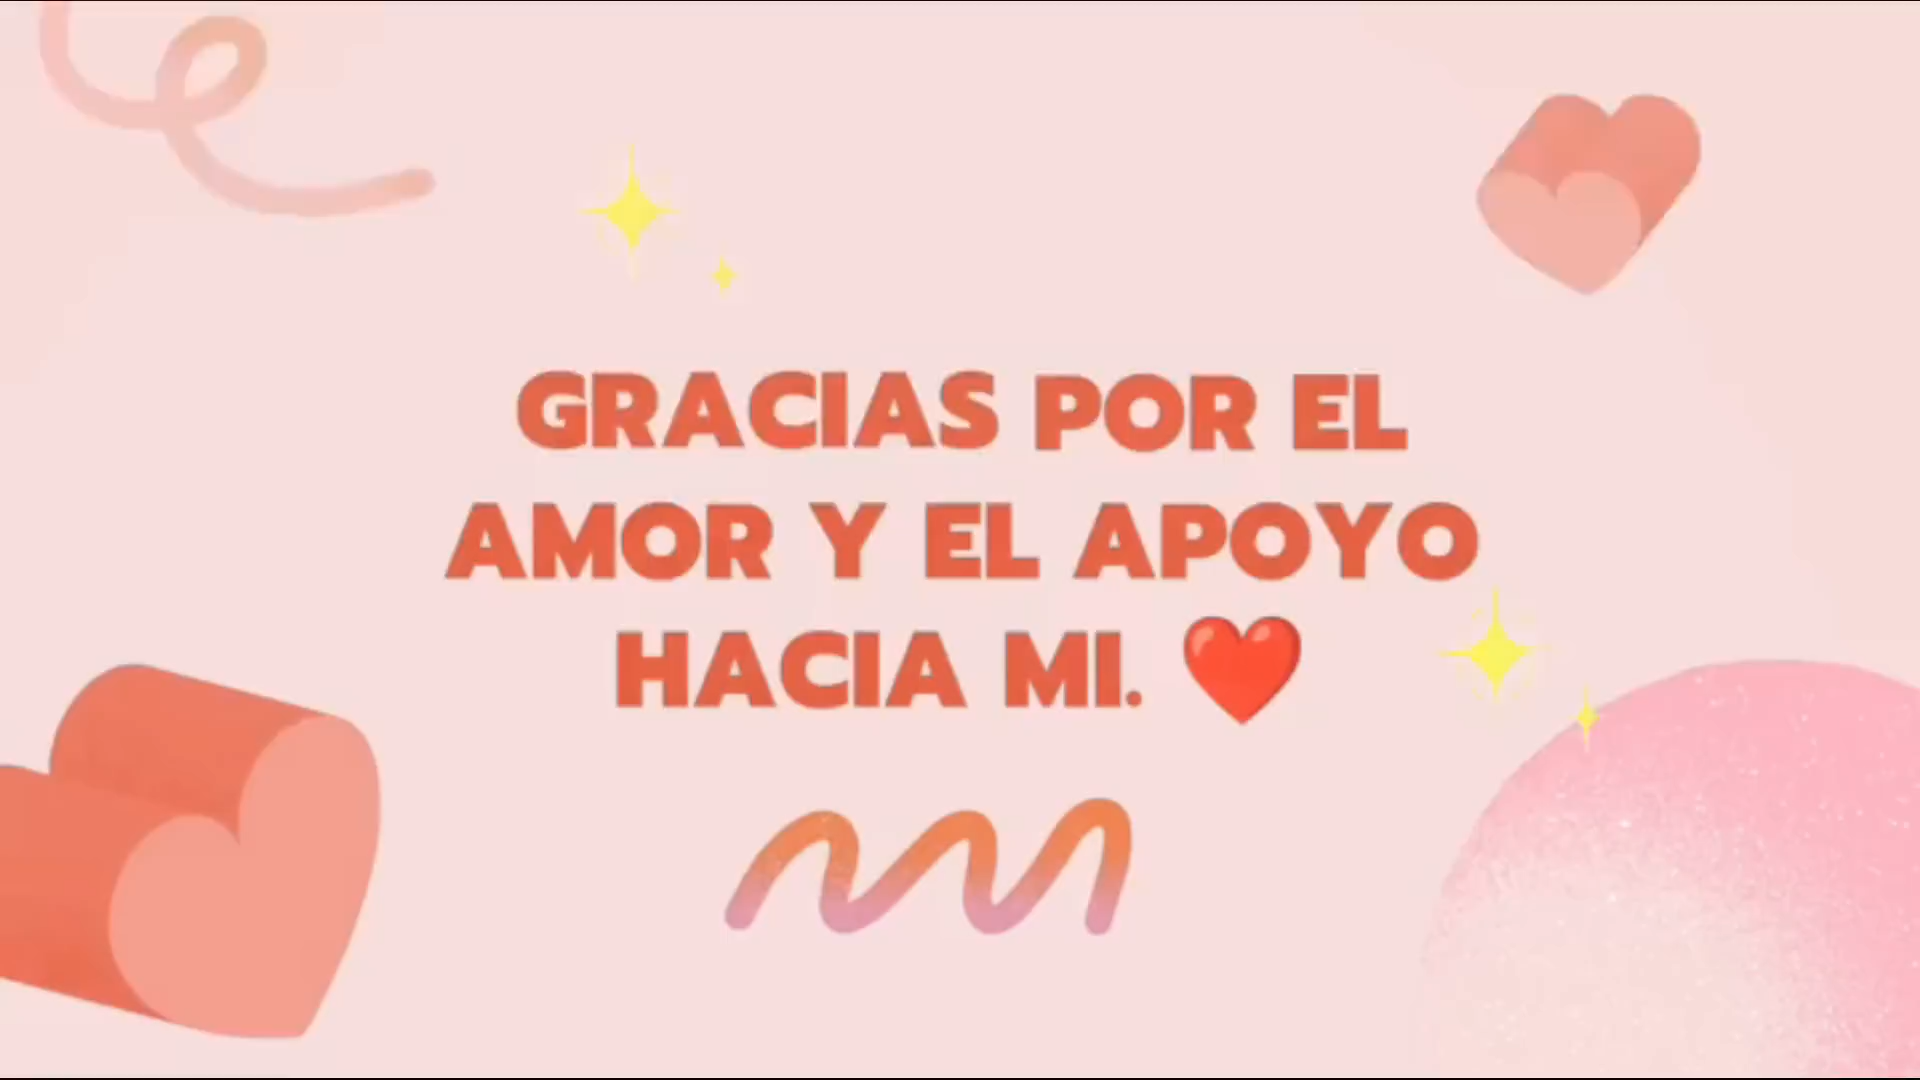 GRACIAS POR EL
AMOR Y EL APOYO
HACIA MI. ❤️